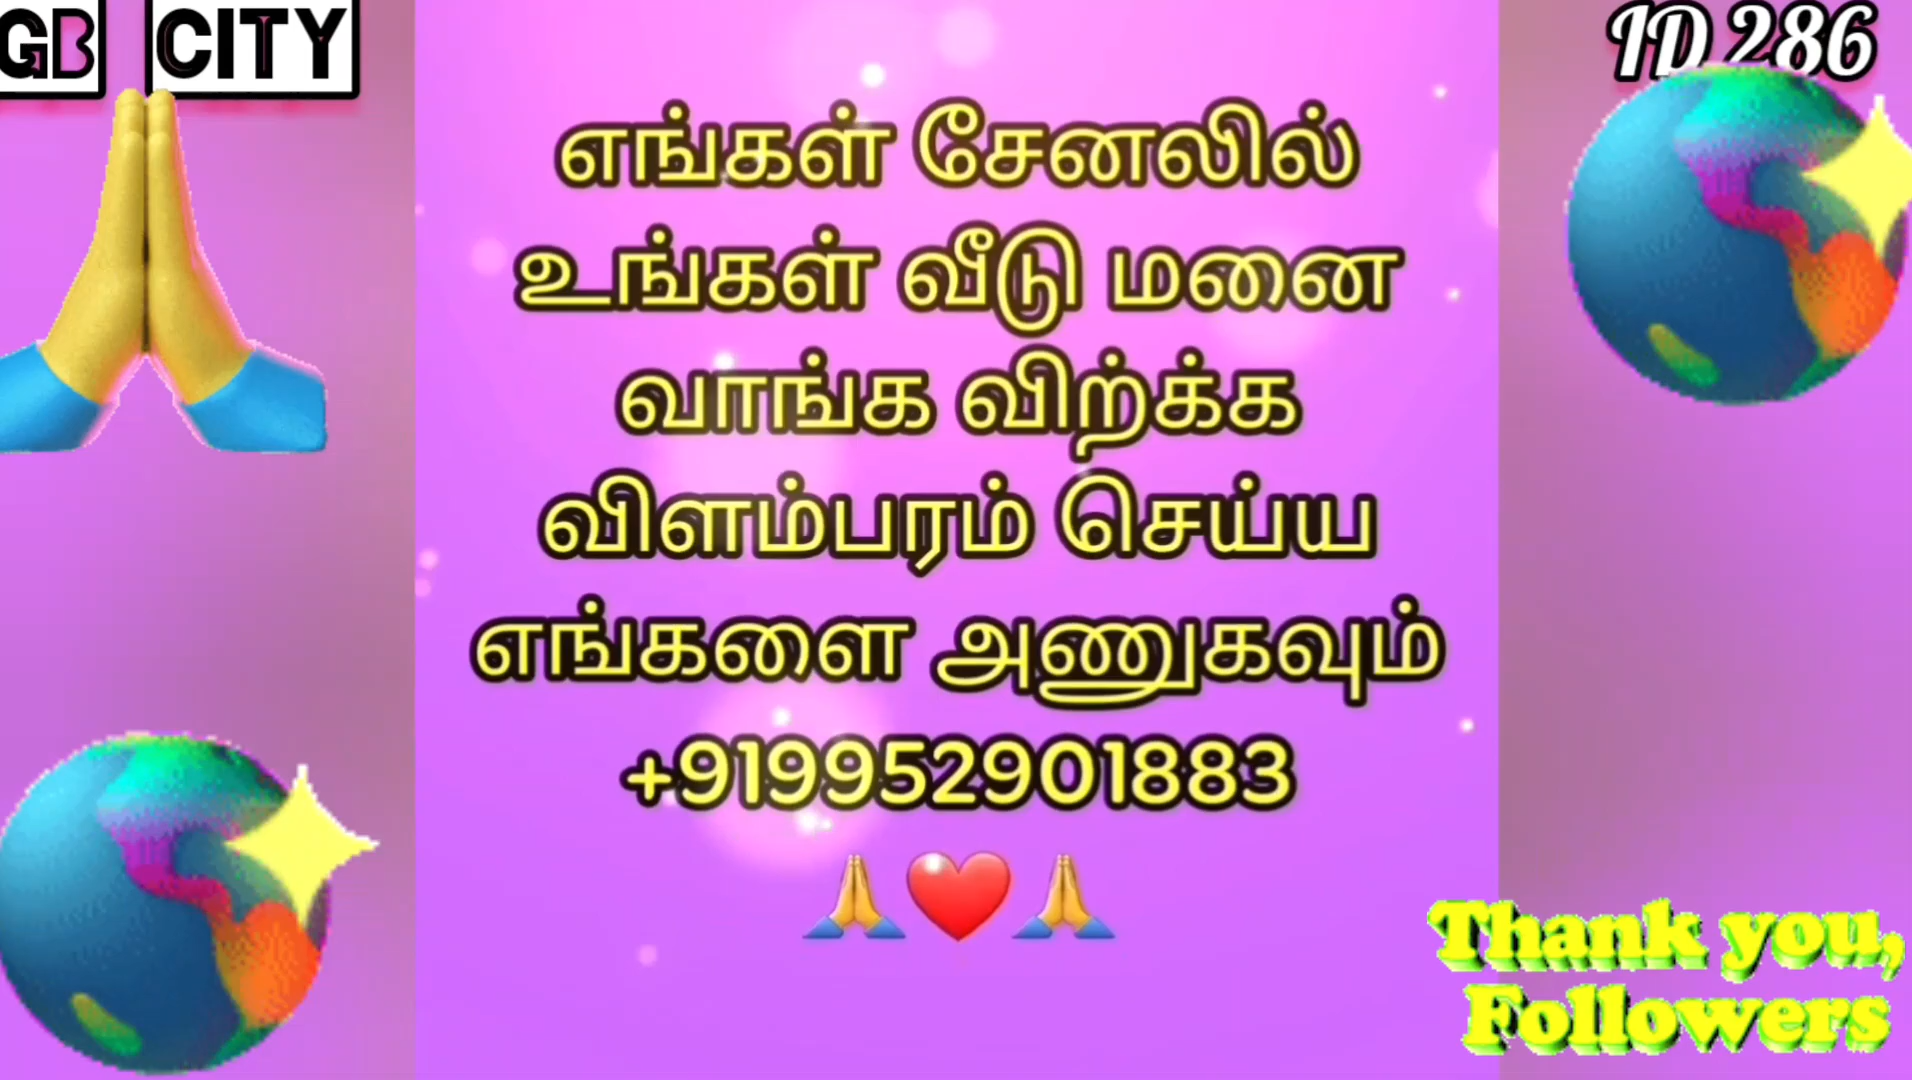 GB CITY
ID 286
எங்கள் சேனலில்
உங்கள் வீடு மனை
வாங்க விற்க்க
விளம்பரம் செய்ய
எங்களை அணுகவும்
+919952901883
🙏❤️🙏
Thank you,
Followers